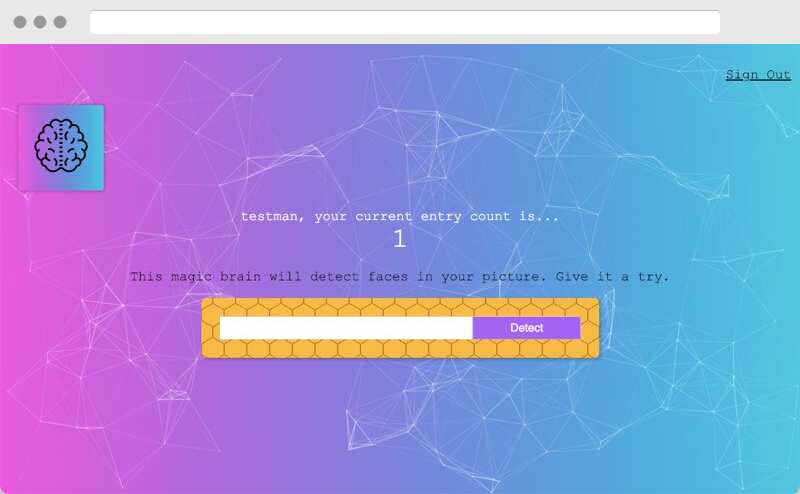 Sign Out
testman, your current entry count is...
1
This magic brain will detect faces in your picture. Give it a try.
Detect